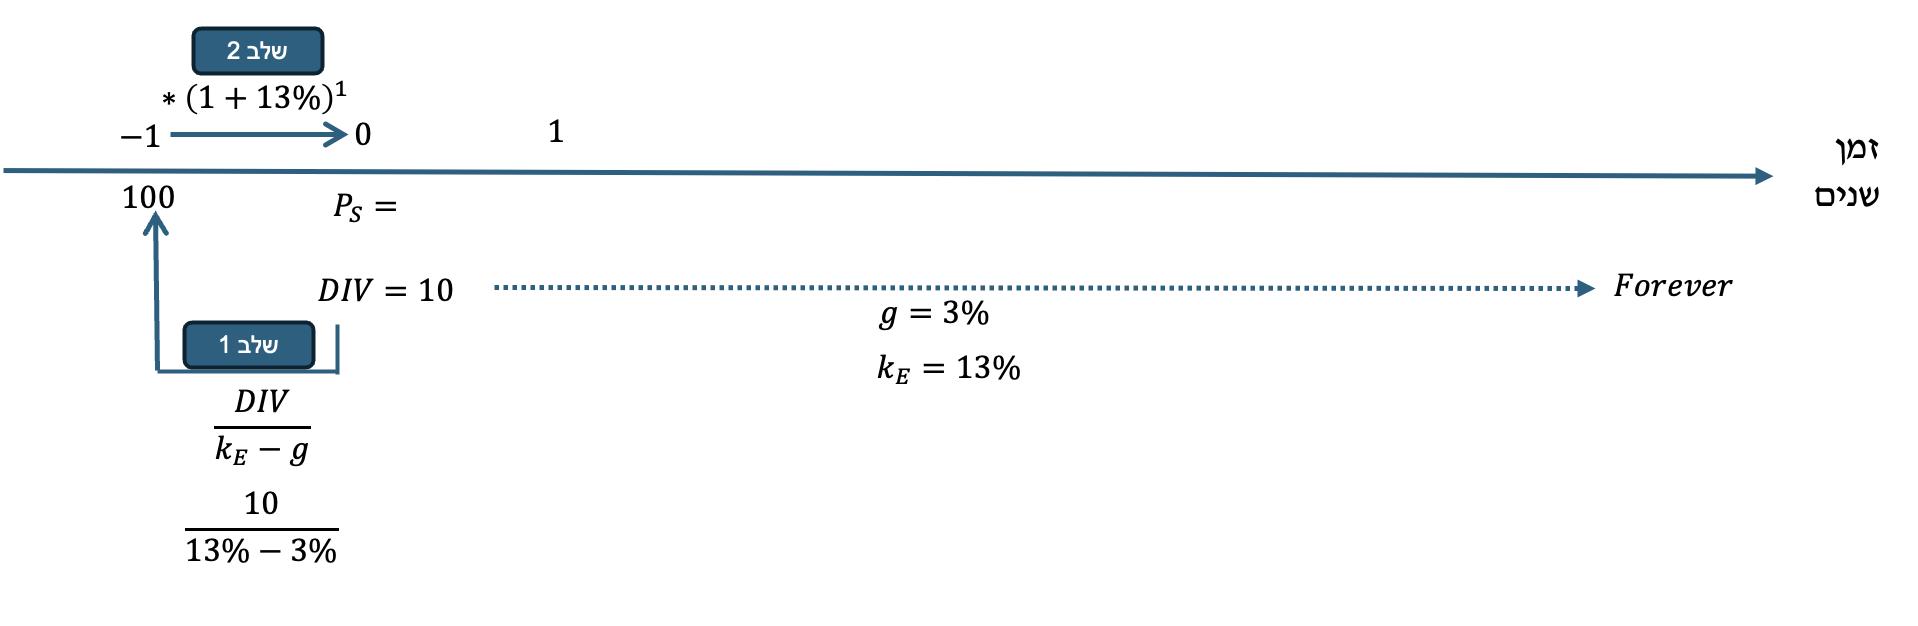 שלב 2
∗ (1 + 13%)¹
−1 0 1
זמן
שנים
100
P_S =
DIV = 10
Forever
g = 3%
k_E = 13%
שלב 1
DIV
k_E − g
10
13% − 3%